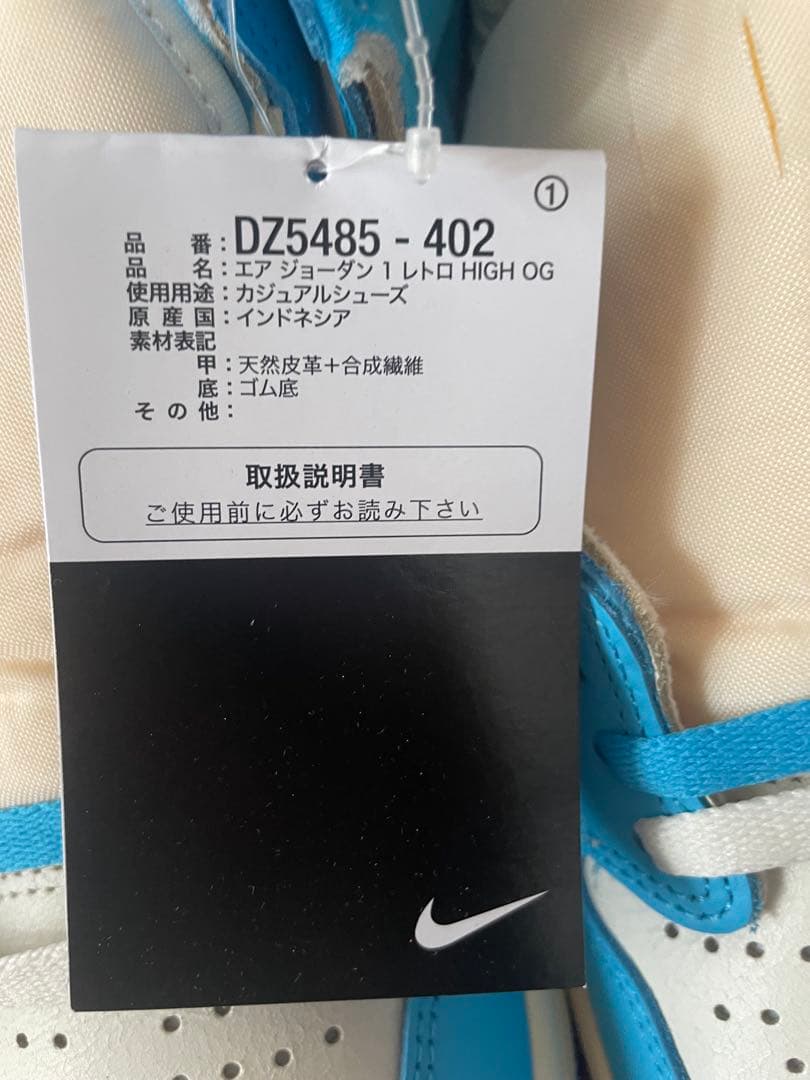 ①
品 番：DZ5485 - 402
品 名：エア ジョーダン 1 レトロ HIGH OG
使用用途：カジュアルシューズ
原 産 国：インドネシア
素材表記
甲：天然皮革＋合成繊維
底：ゴム底
そ の 他：
取扱説明書
ご使用前に必ずお読み下さい